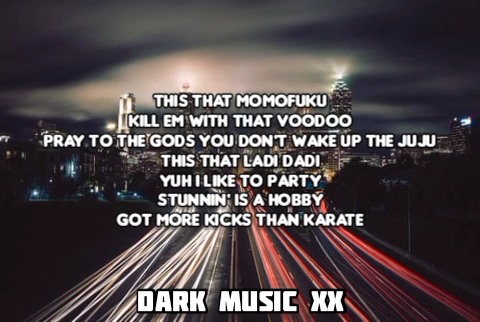 THIS THAT MOMOFUKU
KILL EM WITH THAT VOODOO
PRAY TO THE GODS YOU DON'T WAKE UP THE JUJU
THIS THAT LADI DADI
YUH I LIKE TO PARTY
STUNNIN' IS A HOBBY
GOT MORE KICKS THAN KARATE
DARK MUSIC XX